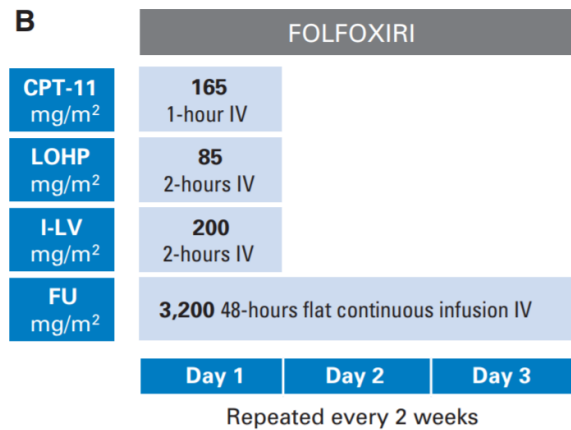 B
FOLFOXIRI
CPT-11
mg/m²
165
1-hour IV
LOHP
mg/m²
85
2-hours IV
I-LV
mg/m²
200
2-hours IV
FU
mg/m²
3,200 48-hours flat continuous infusion IV
Day 1 Day 2 Day 3
Repeated every 2 weeks